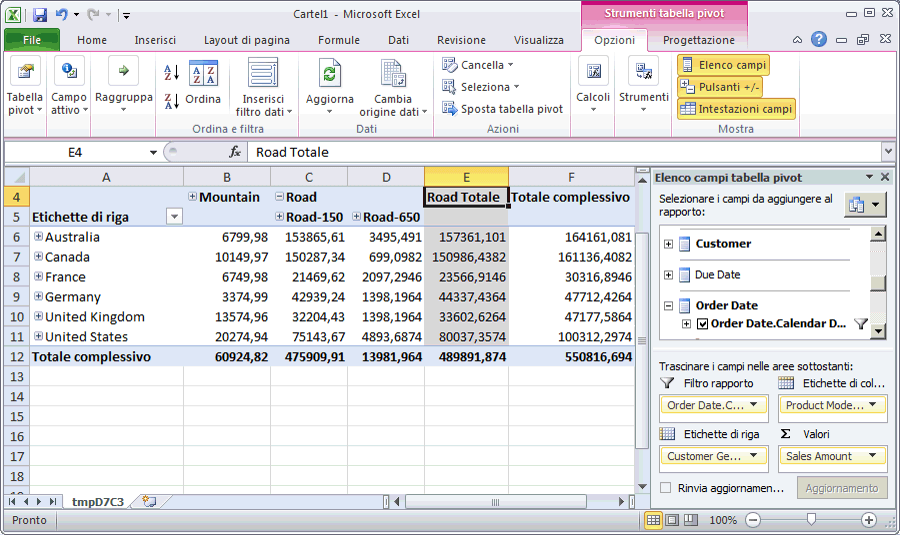 Cartel1 - Microsoft Excel
Strumenti tabella pivot
File Home Inserisci Layout di pagina Formule Dati Revisione Visualizza Opzioni Progettazione
Tabella pivot
Campo attivo
Raggruppa
Ordina
Inserisci filtro dati
Ordina e filtra
Aggiorna
Cambia origine dati
Dati
Cancella
Seleziona
Sposta tabella pivot
Azioni
Calcoli
Strumenti
Elenco campi
Pulsanti +/-
Intestazioni campi
Mostra
E4 fx Road Totale
A B C D E F
4 Mountain Road Road Totale Totale complessivo
5 Etichette di riga Road-150 Road-650
6 Australia 6799,98 153865,61 3495,491 157361,101 164161,081
7 Canada 10149,97 150287,34 699,0982 150986,4382 161136,4082
8 France 6749,98 21469,62 2097,2946 23566,9146 30316,8946
9 Germany 3374,99 42939,24 1398,1964 44337,4364 47712,4264
10 United Kingdom 13574,96 32204,43 1398,1964 33602,6264 47177,5864
11 United States 20274,94 75143,67 4893,6874 80037,3574 100312,2974
12 Totale complessivo 60924,82 475909,91 13981,964 489891,874 550816,694
13
14
15
16
17
18
Elenco campi tabella pivot
Selezionare i campi da aggiungere al
rapporto:
Customer
Due Date
Order Date
Order Date.Calendar D...
Trascinare i campi nelle aree sottostanti:
Filtro rapporto Etichette di col...
Order Date.C... Product Mode...
Etichette di riga Σ Valori
Customer Ge... Sales Amount
Rinvia aggiornamen... Aggiornamento
tmpD7C3
Pronto 100%